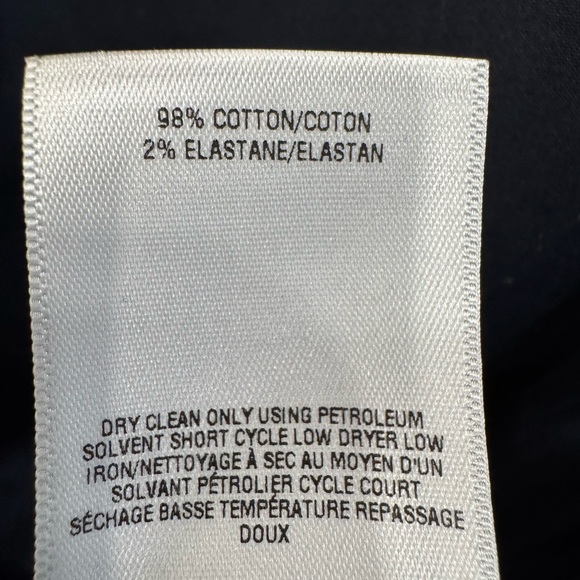 98% COTTON/COTON
2% ELASTANE/ELASTAN
DRY CLEAN ONLY USING PETROLEUM
SOLVENT SHORT CYCLE LOW DRYER LOW
IRON/NETTOYAGE À SEC AU MOYEN D'UN
SOLVANT PÉTROLIER CYCLE COURT
SÉCHAGE BASSE TEMPÉRATURE REPASSAGE
DOUX